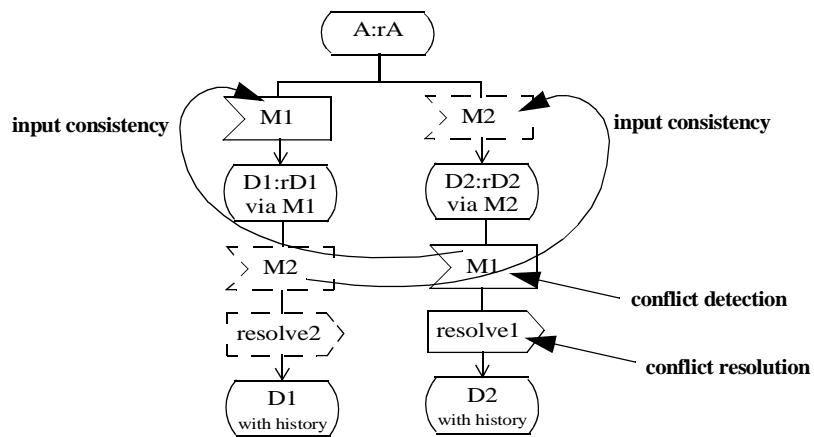 A:rA
M1
M2
input consistency
input consistency
D1:rD1
via M1
D2:rD2
via M2
M2
M1
conflict detection
resolve2
resolve1
conflict resolution
D1
with history
D2
with history